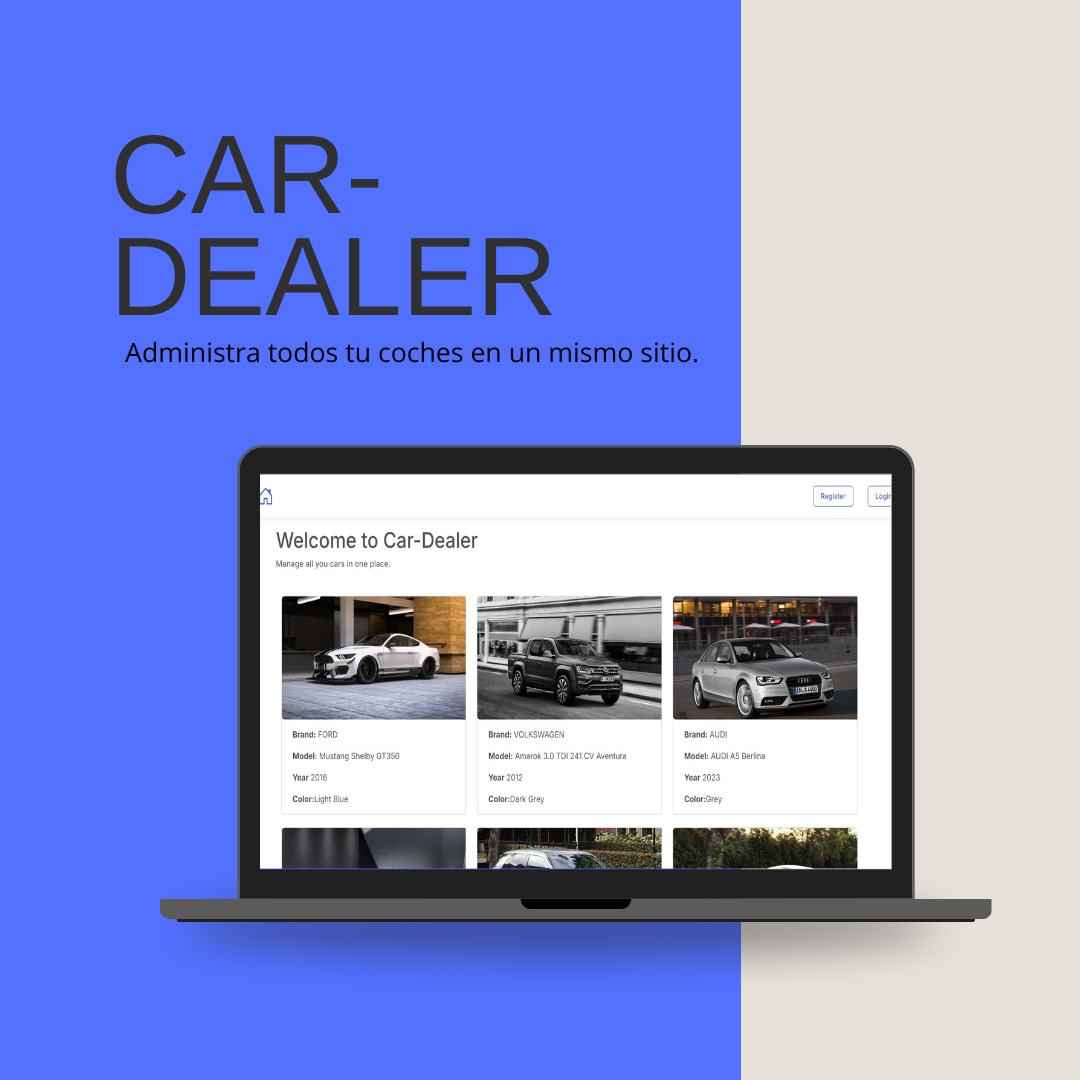 CAR-
DEALER
Administra todos tu coches en un mismo sitio.
Register
Login
Welcome to Car-Dealer
Manage all you cars in one place.
Brand: FORD
Model: Mustang Shelby GT350
Year 2016
Color:Light Blue
Brand: VOLKSWAGEN
Model: Amarok 3.0 TDI 241 CV Aventura
Year 2012
Color:Dark Grey
Brand: AUDI
Model: AUDI A5 Berlina
Year 2023
Color:Grey